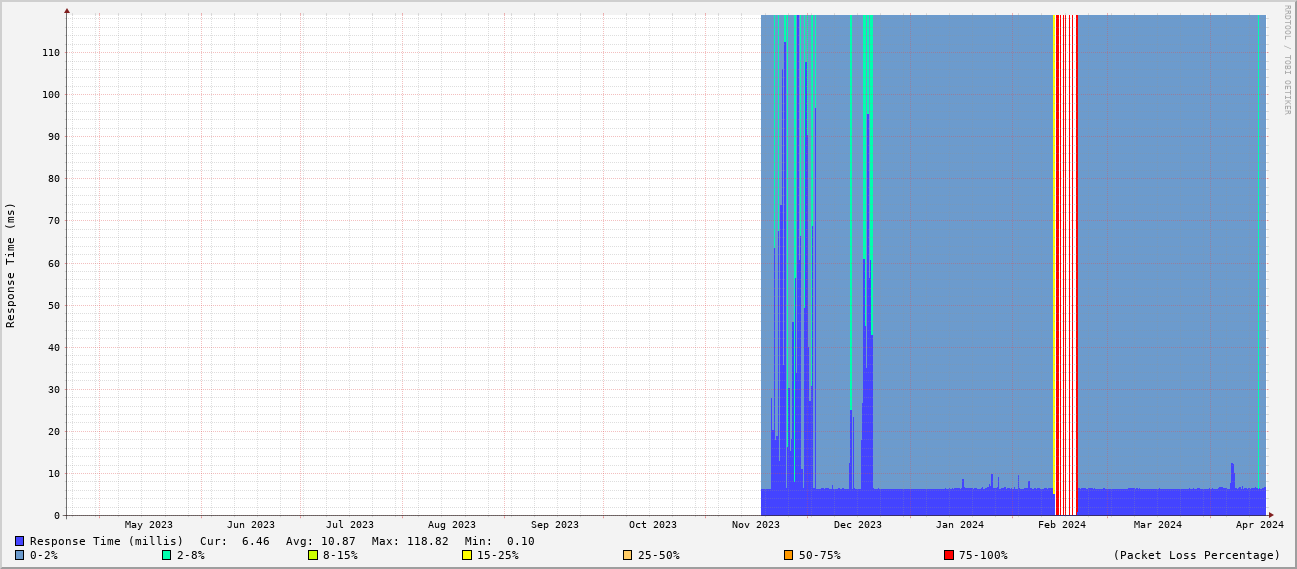 RRDTOOL / TOBI OETIKER
Response Time (ms)
110
100
90
80
70
60
50
40
30
20
10
0
May 2023 Jun 2023 Jul 2023 Aug 2023 Sep 2023 Oct 2023 Nov 2023 Dec 2023 Jan 2024 Feb 2024 Mar 2024 Apr 2024
Response Time (millis) Cur: 6.46 Avg: 10.87 Max: 118.82 Min: 0.10
0-2% 2-8% 8-15% 15-25% 25-50% 50-75% 75-100% (Packet Loss Percentage)